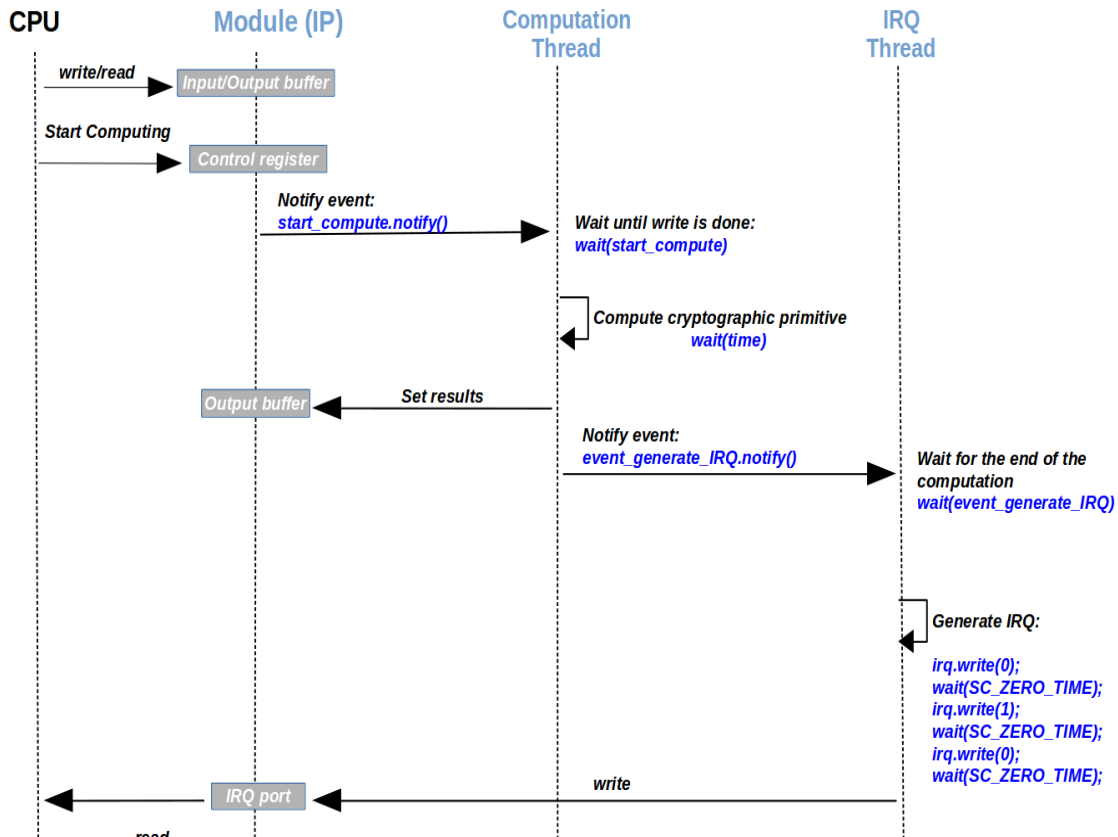 CPU
Module (IP)
Computation
Thread
IRQ
Thread
write/read
Input/Output buffer
Start Computing
Control register
Notify event:
start_compute.notify()
Wait until write is done:
wait(start_compute)
Compute cryptographic primitive
wait(time)
Output buffer
Set results
Notify event:
event_generate_IRQ.notify()
Wait for the end of the
computation
wait(event_generate_IRQ)
Generate IRQ:
irq.write(0);
wait(SC_ZERO_TIME);
irq.write(1);
wait(SC_ZERO_TIME);
irq.write(0);
wait(SC_ZERO_TIME);
write
IRQ port
read